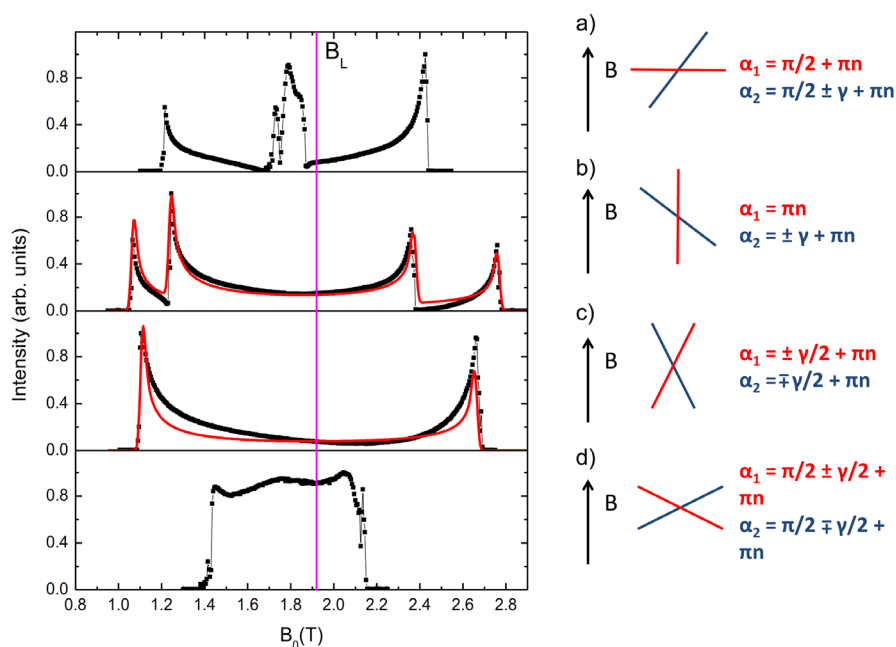 B_L
0.8
0.4
0.0
0.8
0.4
0.0
0.8
0.4
0.0
0.8
0.4
0.0
0.8 1.0 1.2 1.4 1.6 1.8 2.0 2.2 2.4 2.6 2.8
Intensity (arb. units)
B_0(T)
a)
B
α₁ = π/2 + πn
α₂ = π/2 ± γ + πn
b)
B
α₁ = πn
α₂ = ± γ + πn
c)
B
α₁ = ± γ/2 + πn
α₂ = ∓ γ/2 + πn
d)
B
α₁ = π/2 ± γ/2 +
πn
α₂ = π/2 ∓ γ/2 +
πn